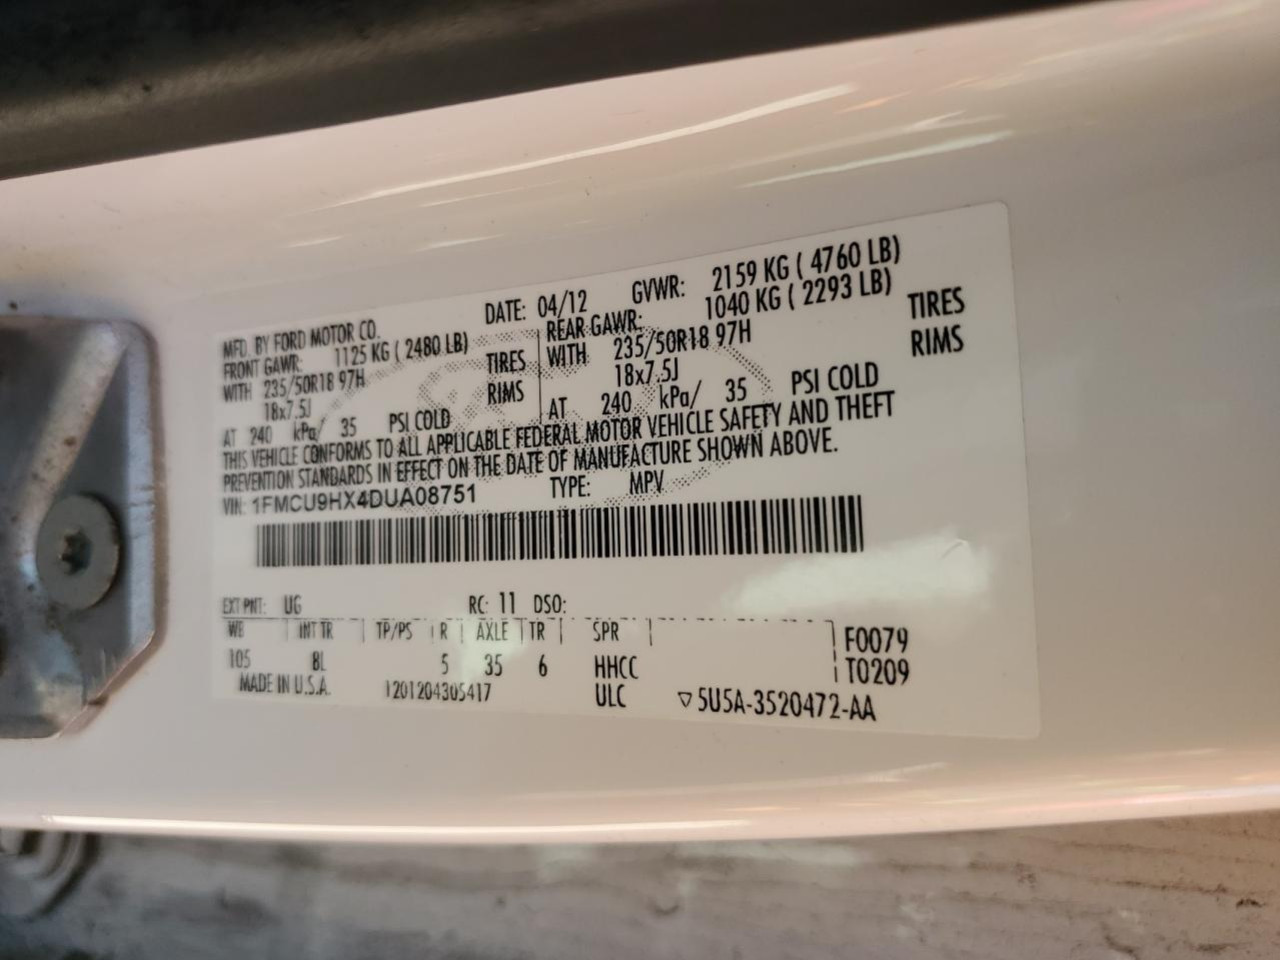 MFD. BY FORD MOTOR CO. DATE: 04/12 GVWR: 2159 KG ( 4760 LB)
FRONT GAWR: 1125 KG ( 2480 LB) REAR GAWR: 1040 KG ( 2293 LB)
WITH 235/50R18 97H TIRES WITH 235/50R18 97H TIRES
18x7.5J RIMS 18x7.5J RIMS
AT 240 kPa/ 35 PSI COLD AT 240 kPa/ 35 PSI COLD
THIS VEHICLE CONFORMS TO ALL APPLICABLE FEDERAL MOTOR VEHICLE SAFETY AND THEFT
PREVENTION STANDARDS IN EFFECT ON THE DATE OF MANUFACTURE SHOWN ABOVE.
VIN: 1FMCU9HX4DUA08751 TYPE: MPV
EXT PNT: UG RC: 11 DSO:
WB INT TR TP/PS R AXLE TR SPR F0079
105 8L 5 35 6 HHCC T0209
MADE IN U.S.A. 1201204305417 ULC ▽5U5A-3520472-AA